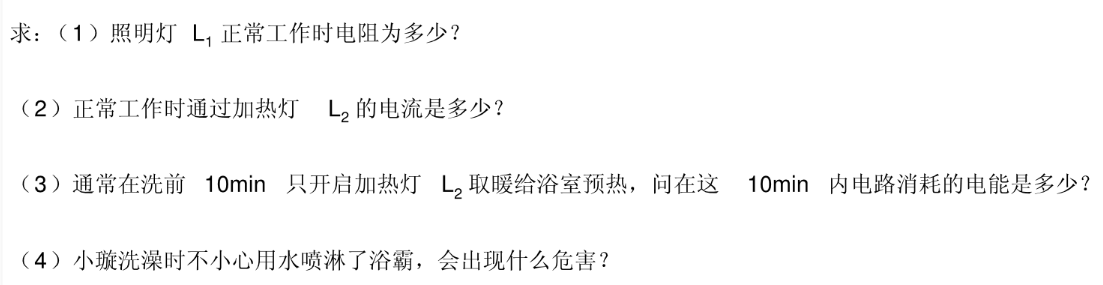 求：（1）照明灯 L₁ 正常工作时电阻为多少？
（2）正常工作时通过加热灯 L₂ 的电流是多少？
（3）通常在洗前 10min 只开启加热灯 L₂ 取暖给浴室预热，问在这 10min 内电路消耗的电能是多少？
（4）小璇洗澡时不小心用水喷淋了浴霸，会出现什么危害？